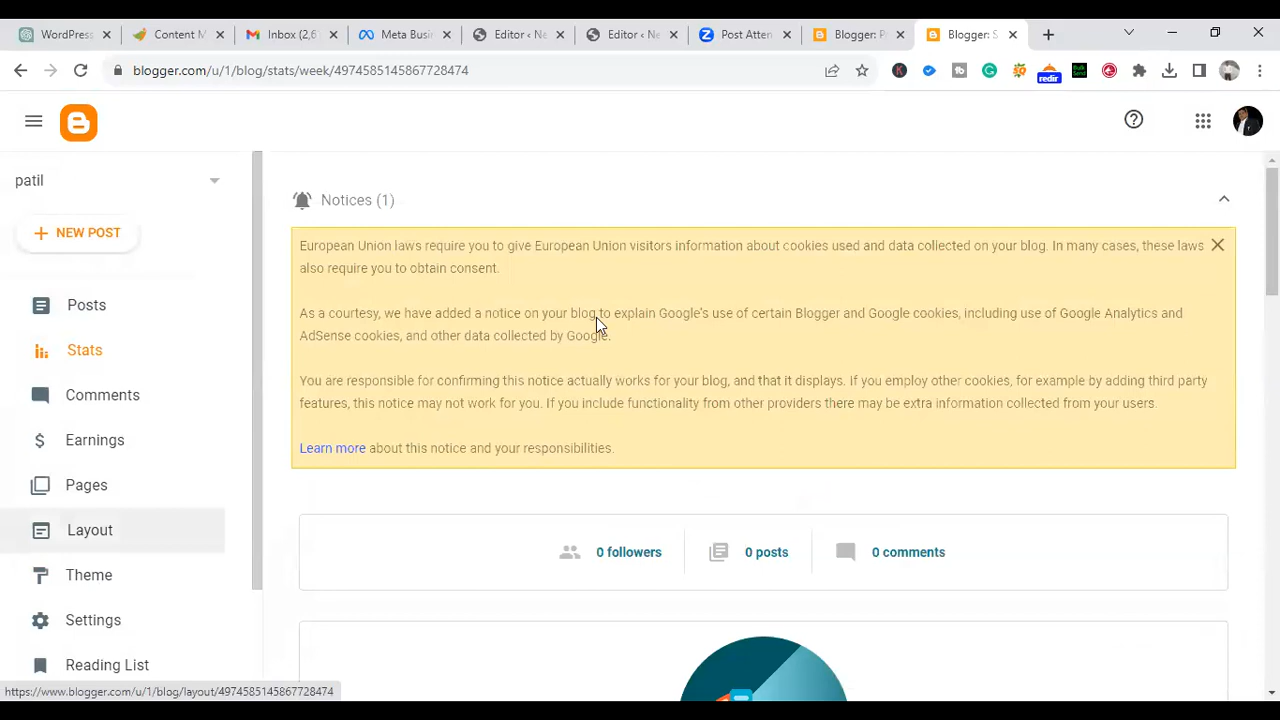 WordPress
Content M
Inbox (2,6
Meta Busin
Editor ‹ Ne
Editor ‹ Ne
Post Atten
Blogger: P
Blogger: S
blogger.com/u/1/blog/stats/week/4974585145867728474
redir
patil
NEW POST
Posts
Stats
Comments
Earnings
Pages
Layout
Theme
Settings
Reading List
Notices (1)
European Union laws require you to give European Union visitors information about cookies used and data collected on your blog. In many cases, these laws
also require you to obtain consent.
As a courtesy, we have added a notice on your blog to explain Google's use of certain Blogger and Google cookies, including use of Google Analytics and
AdSense cookies, and other data collected by Google.
You are responsible for confirming this notice actually works for your blog, and that it displays. If you employ other cookies, for example by adding third party
features, this notice may not work for you. If you include functionality from other providers there may be extra information collected from your users.
Learn more about this notice and your responsibilities.
0 followers
0 posts
0 comments
https://www.blogger.com/u/1/blog/layout/4974585145867728474